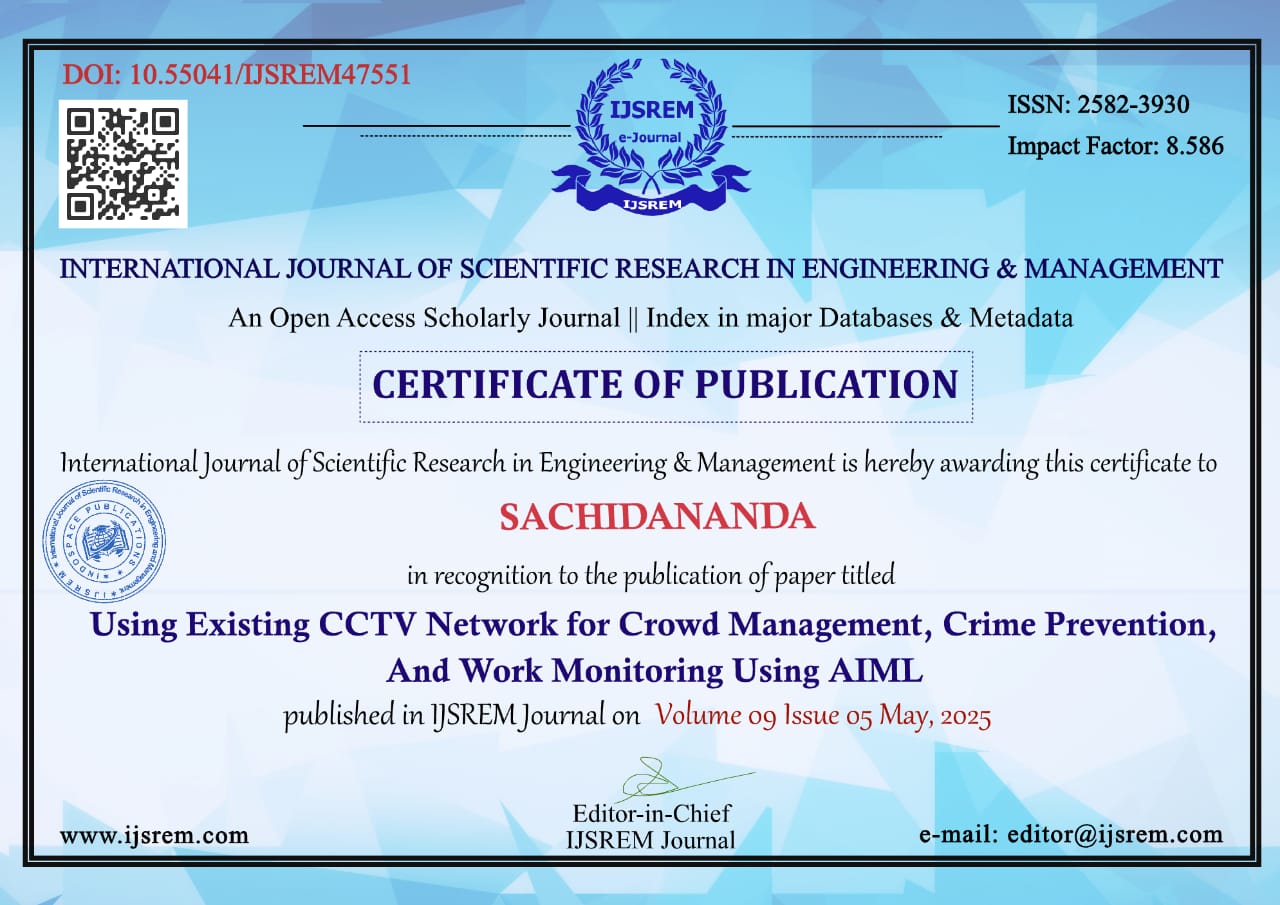 DOI: 10.55041/IJSREM47551
IJSREM
e-Journal
IJSREM
ISSN: 2582-3930
Impact Factor: 8.586
INTERNATIONAL JOURNAL OF SCIENTIFIC RESEARCH IN ENGINEERING & MANAGEMENT
An Open Access Scholarly Journal || Index in major Databases & Metadata
CERTIFICATE OF PUBLICATION
International Journal of Scientific Research in Engineering & Management is hereby awarding this certificate to
SACHIDANANDA
International Journal of Scientific Research in Engineering and Management
IJSREM
INDOSPACE PUBLICATIONS
in recognition to the publication of paper titled
Using Existing CCTV Network for Crowd Management, Crime Prevention,
And Work Monitoring Using AIML
published in IJSREM Journal on Volume 09 Issue 05 May, 2025
Editor-in-Chief
IJSREM Journal
www.ijsrem.com
e-mail: editor@ijsrem.com